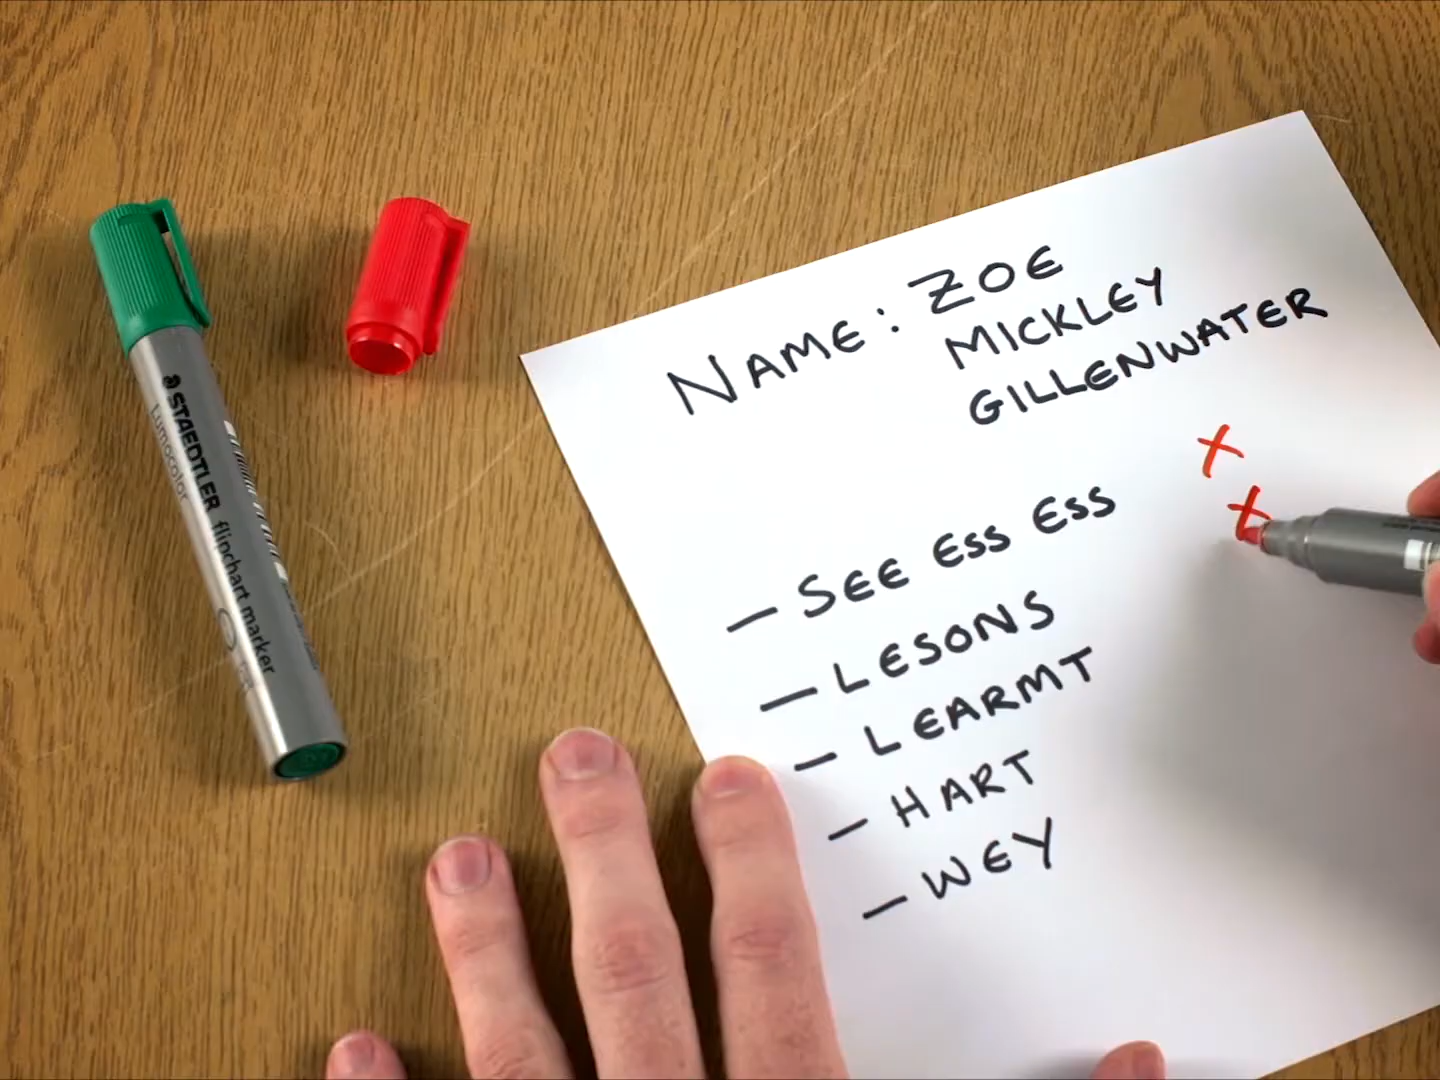 STAEDTLER
Lumocolor
flipchart marker
NAME: ZOE
MICKLEY
GILLENWATER
— SEE ESS ESS
— LESONS
— LEARMT
— HART
— WEY